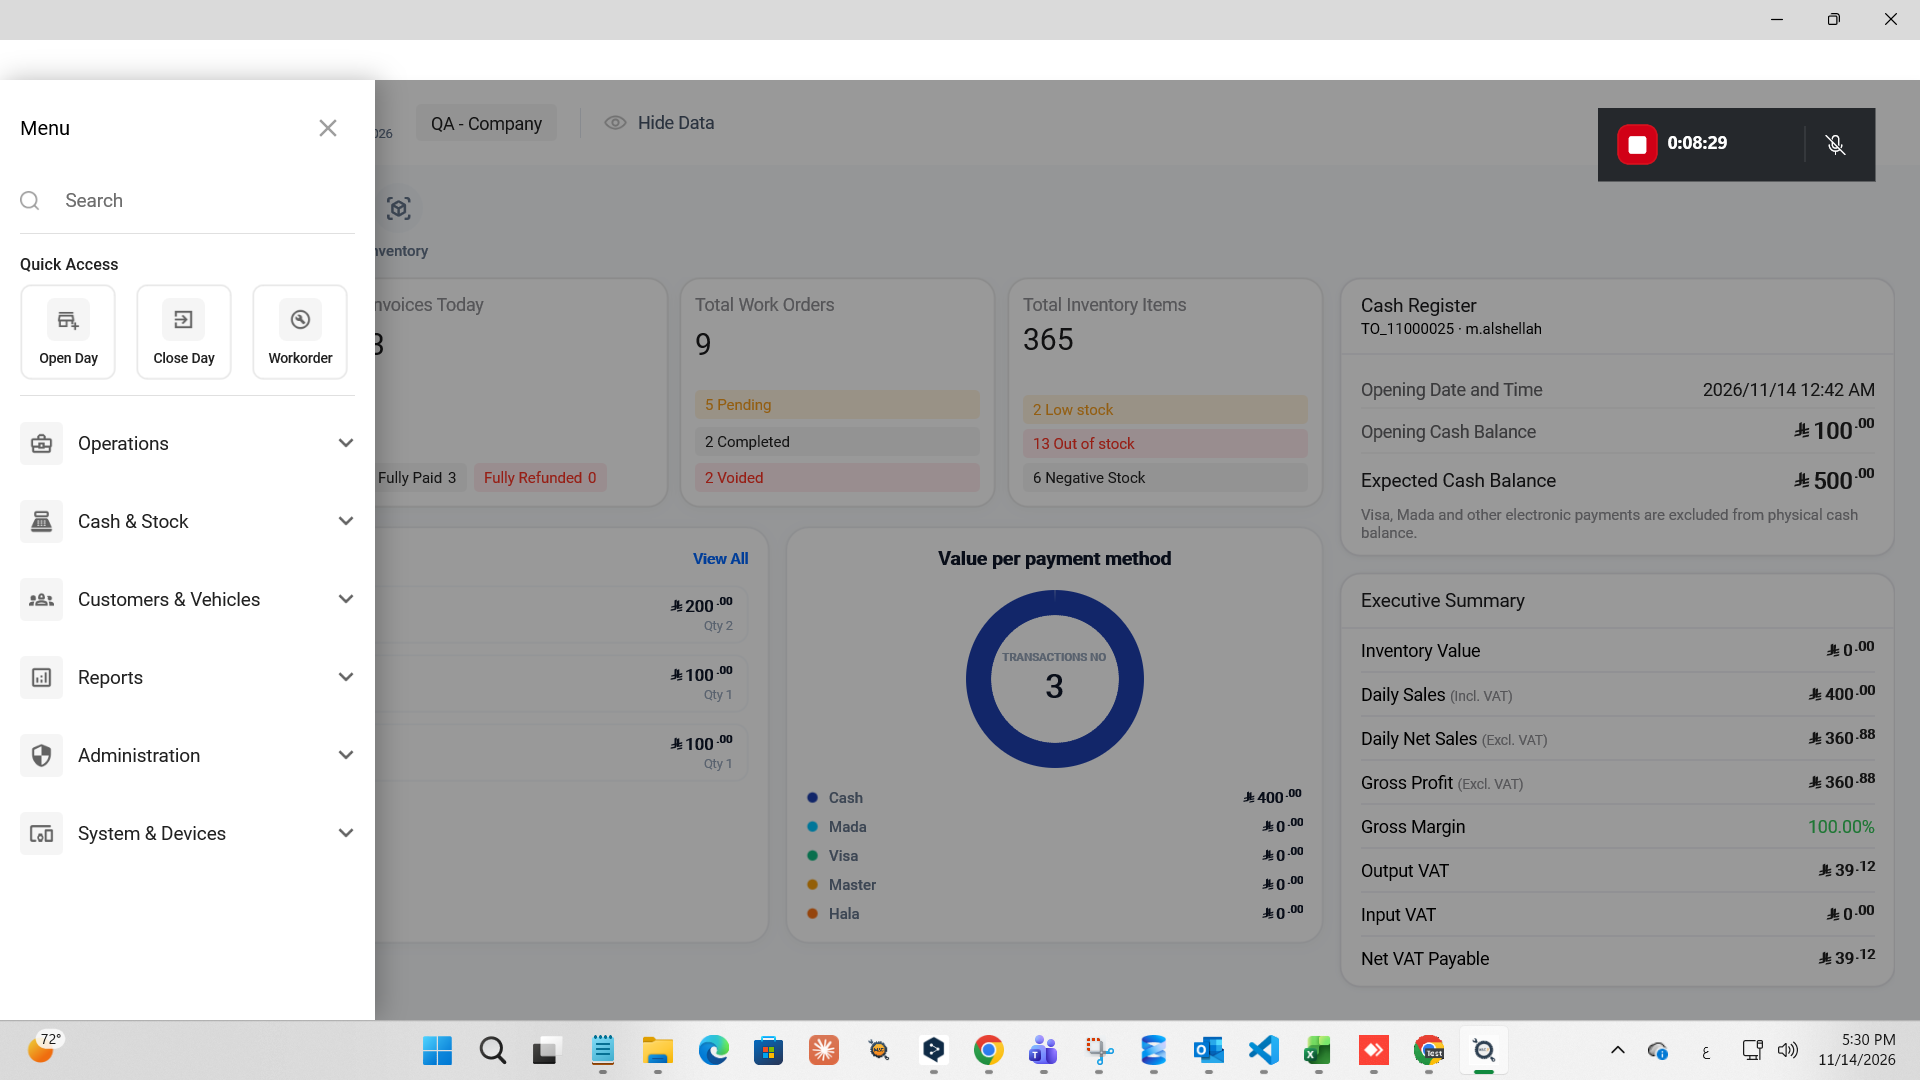 Menu
026
QA - Company
Hide Data
0:08:29
Search
nventory
Quick Access
Open Day
Close Day
Workorder
Operations
Cash & Stock
Customers & Vehicles
Reports
Administration
System & Devices
nvoices Today
3
Fully Paid 3
Fully Refunded 0
Total Work Orders
9
5 Pending
2 Completed
2 Voided
Total Inventory Items
365
2 Low stock
13 Out of stock
6 Negative Stock
View All
200.00
Qty 2
100.00
Qty 1
100.00
Qty 1
Value per payment method
TRANSACTIONS NO
3
Cash 400.00
Mada 0.00
Visa 0.00
Master 0.00
Hala 0.00
Cash Register
TO_11000025 · m.alshellah
Opening Date and Time 2026/11/14 12:42 AM
Opening Cash Balance 100.00
Expected Cash Balance 500.00
Visa, Mada and other electronic payments are excluded from physical cash
balance.
Executive Summary
Inventory Value 0.00
Daily Sales (Incl. VAT) 400.00
Daily Net Sales (Excl. VAT) 360.88
Gross Profit (Excl. VAT) 360.88
Gross Margin 100.00%
Output VAT 39.12
Input VAT 0.00
Net VAT Payable 39.12
72°
Test
ع
5:30 PM
11/14/2026